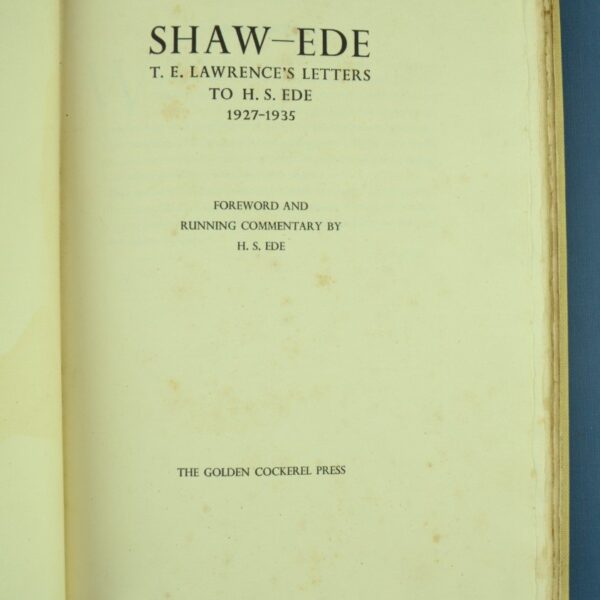 SHAW—EDE
T. E. LAWRENCE'S LETTERS
TO H. S. EDE
1927-1935
FOREWORD AND
RUNNING COMMENTARY BY
H. S. EDE
THE GOLDEN COCKEREL PRESS